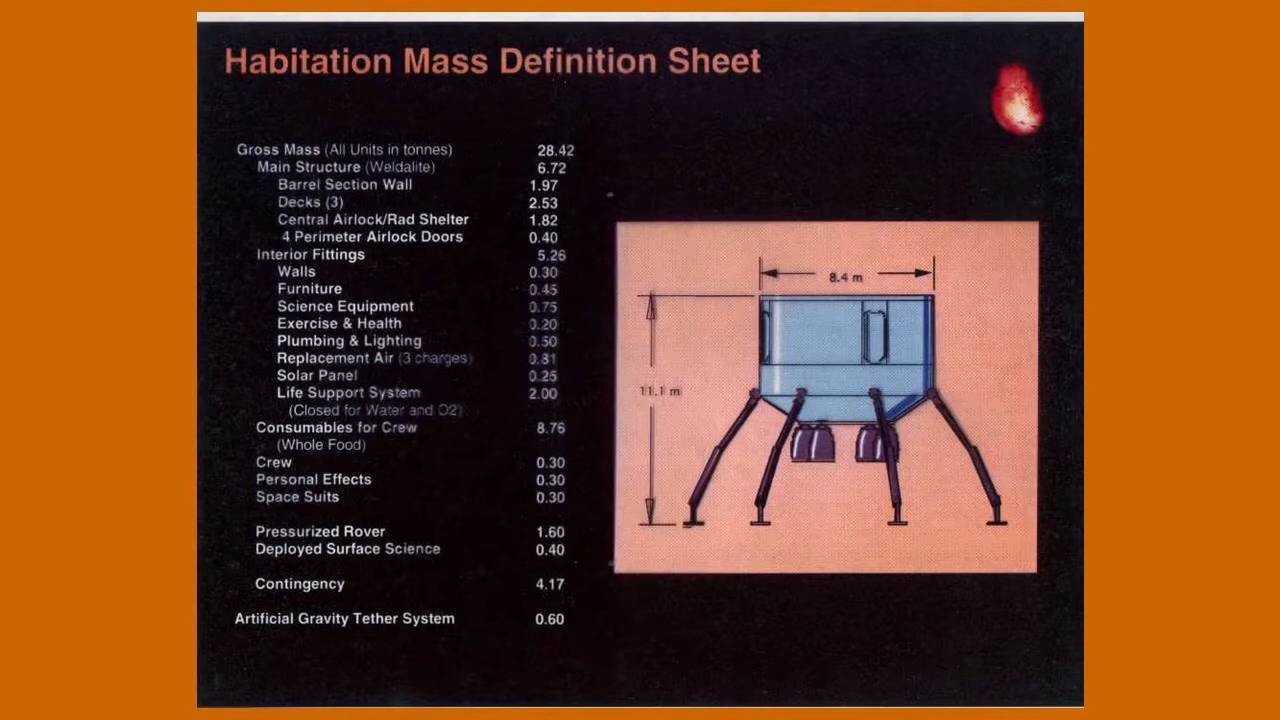 Habitation Mass Definition Sheet
Gross Mass (All Units in tonnes) 28.42
Main Structure (Weldalite) 6.72
Barrel Section Wall 1.97
Decks (3) 2.53
Central Airlock/Rad Shelter 1.82
4 Perimeter Airlock Doors 0.40
Interior Fittings 5.26
Walls 0.30
Furniture 0.45
Science Equipment 0.75
Exercise & Health 0.20
Plumbing & Lighting 0.50
Replacement Air (3 charges) 0.81
Solar Panel 0.25
Life Support System 2.00
(Closed for Water and O2)
Consumables for Crew 8.76
(Whole Food)
Crew 0.30
Personal Effects 0.30
Space Suits 0.30
Pressurized Rover 1.60
Deployed Surface Science 0.40
Contingency 4.17
Artificial Gravity Tether System 0.60
8.4 m
11.1 m